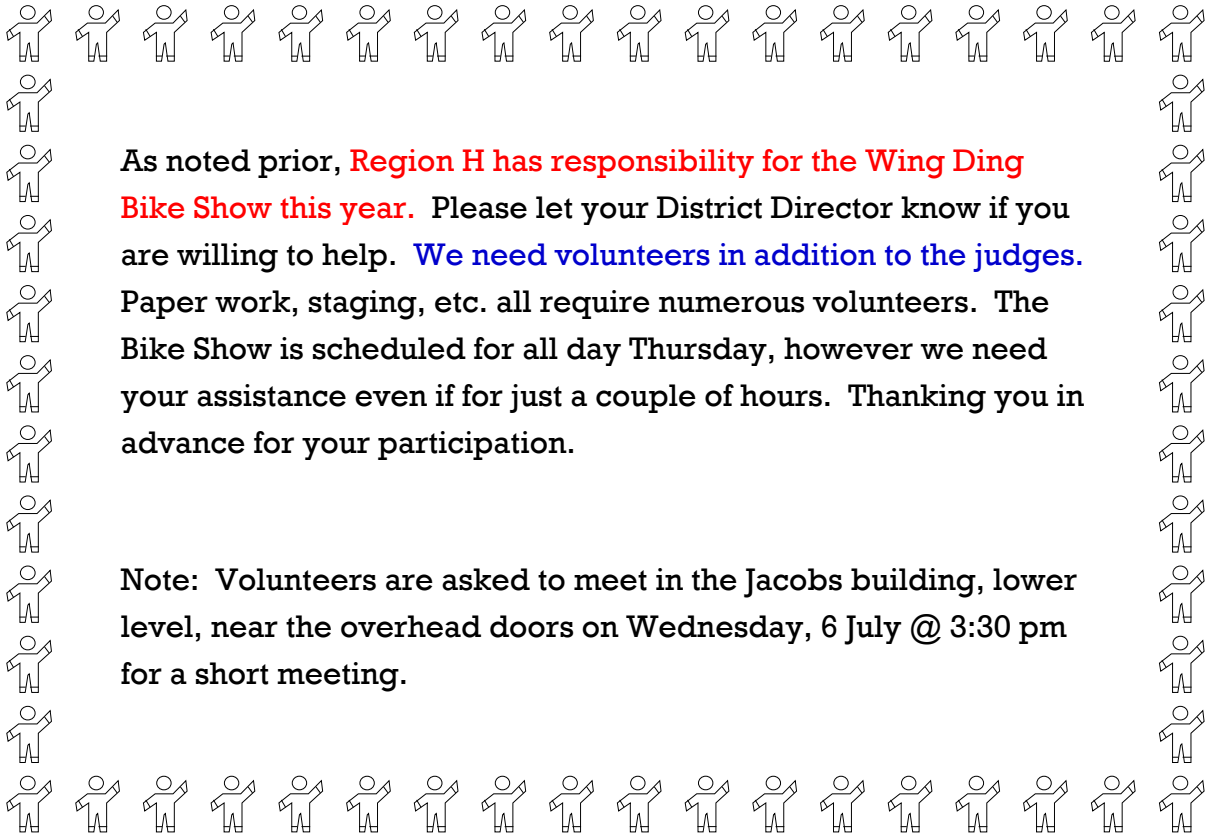 As noted prior, Region H has responsibility for the Wing Ding
Bike Show this year.  Please let your District Director know if you
are willing to help.  We need volunteers in addition to the judges.
Paper work, staging, etc. all require numerous volunteers.  The
Bike Show is scheduled for all day Thursday, however we need
your assistance even if for just a couple of hours.  Thanking you in
advance for your participation.
Note:  Volunteers are asked to meet in the Jacobs building, lower
level, near the overhead doors on Wednesday, 6 July @ 3:30 pm
for a short meeting.